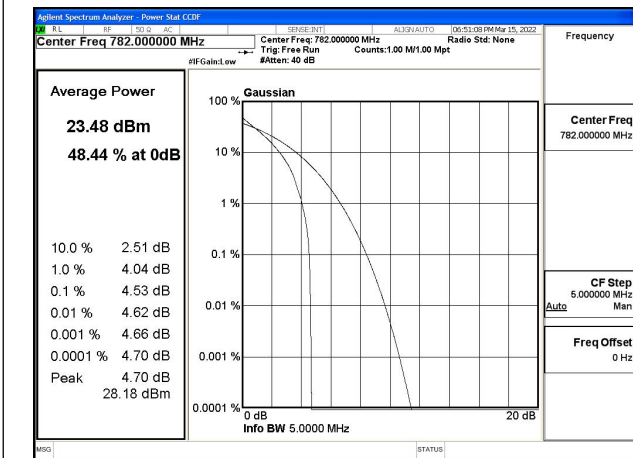 Agilent Spectrum Analyzer - Power Stat CCDF
RL RF 50 Ω AC SENSE:INT ALIGN AUTO 06:51:08 PM Mar 15, 2022
Center Freq 782.000000 MHz
Center Freq: 782.000000 MHz Radio Std: None
Trig: Free Run Counts:1.00 M/1.00 Mpt
#IFGain:Low #Atten: 40 dB
Frequency
Average Power
23.48 dBm
48.44 % at 0dB
10.0 % 2.51 dB
1.0 % 4.04 dB
0.1 % 4.53 dB
0.01 % 4.62 dB
0.001 % 4.66 dB
0.0001 % 4.70 dB
Peak 4.70 dB
28.18 dBm
Gaussian
100 %
10 %
1 %
0.1 %
0.01 %
0.001 %
0.0001 %
0 dB 20 dB
Info BW 5.0000 MHz
Center Freq
782.000000 MHz
CF Step
5.000000 MHz
Auto Man
Freq Offset
0 Hz
MSG STATUS